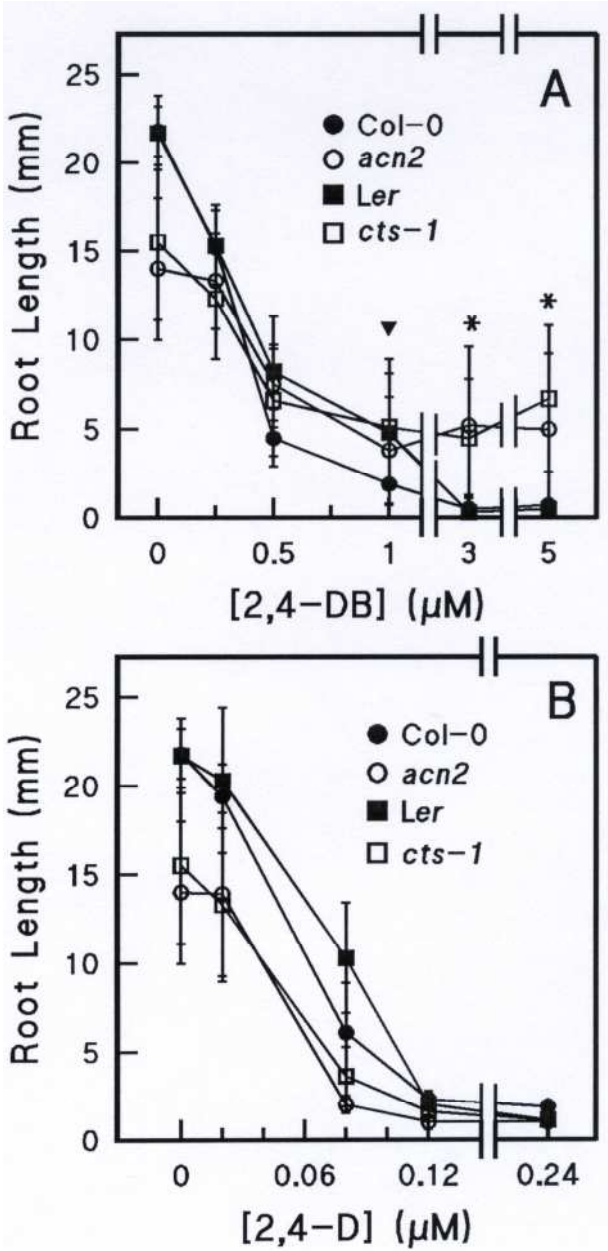 A
25
20
15
10
5
0
Root Length (mm)
Col-0
acn2
Ler
cts-1
*
*
0
0.5
1
3
5
[2,4-DB] (μM)
B
25
20
15
10
5
0
Root Length (mm)
Col-0
acn2
Ler
cts-1
0
0.06
0.12
0.24
[2,4-D] (μM)